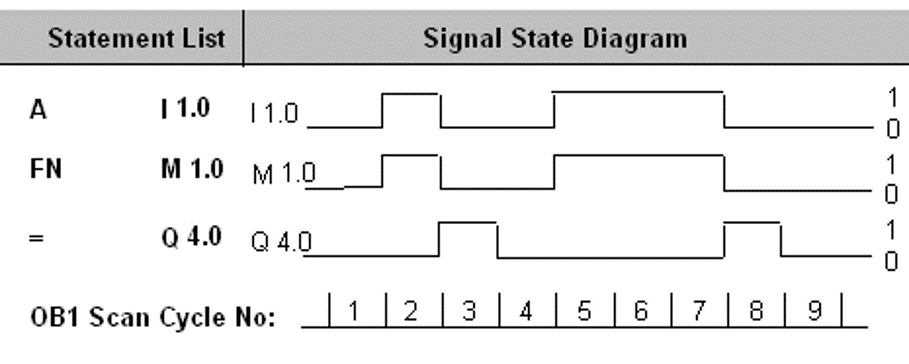 Statement List Signal State Diagram
A I 1.0 I 1.0 1
0
FN M 1.0 M 1.0 1
0
= Q 4.0 Q 4.0 1
0
OB1 Scan Cycle No: 1 2 3 4 5 6 7 8 9